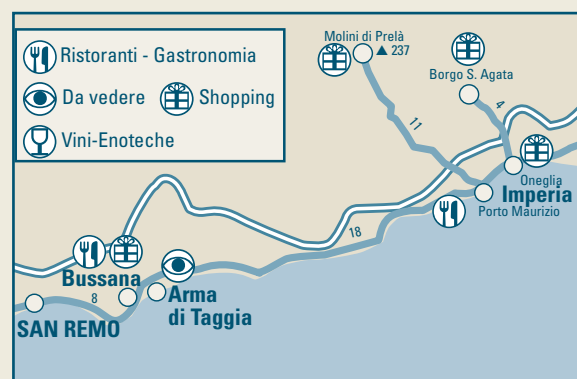 Ristoranti - Gastronomia
Da vedere
Shopping
Vini-Enoteche
Molini di Prelà
▲ 237
Borgo S. Agata
11
4
Oneglia
Imperia
Porto Maurizio
18
Bussana
8
Arma
di Taggia
SAN REMO